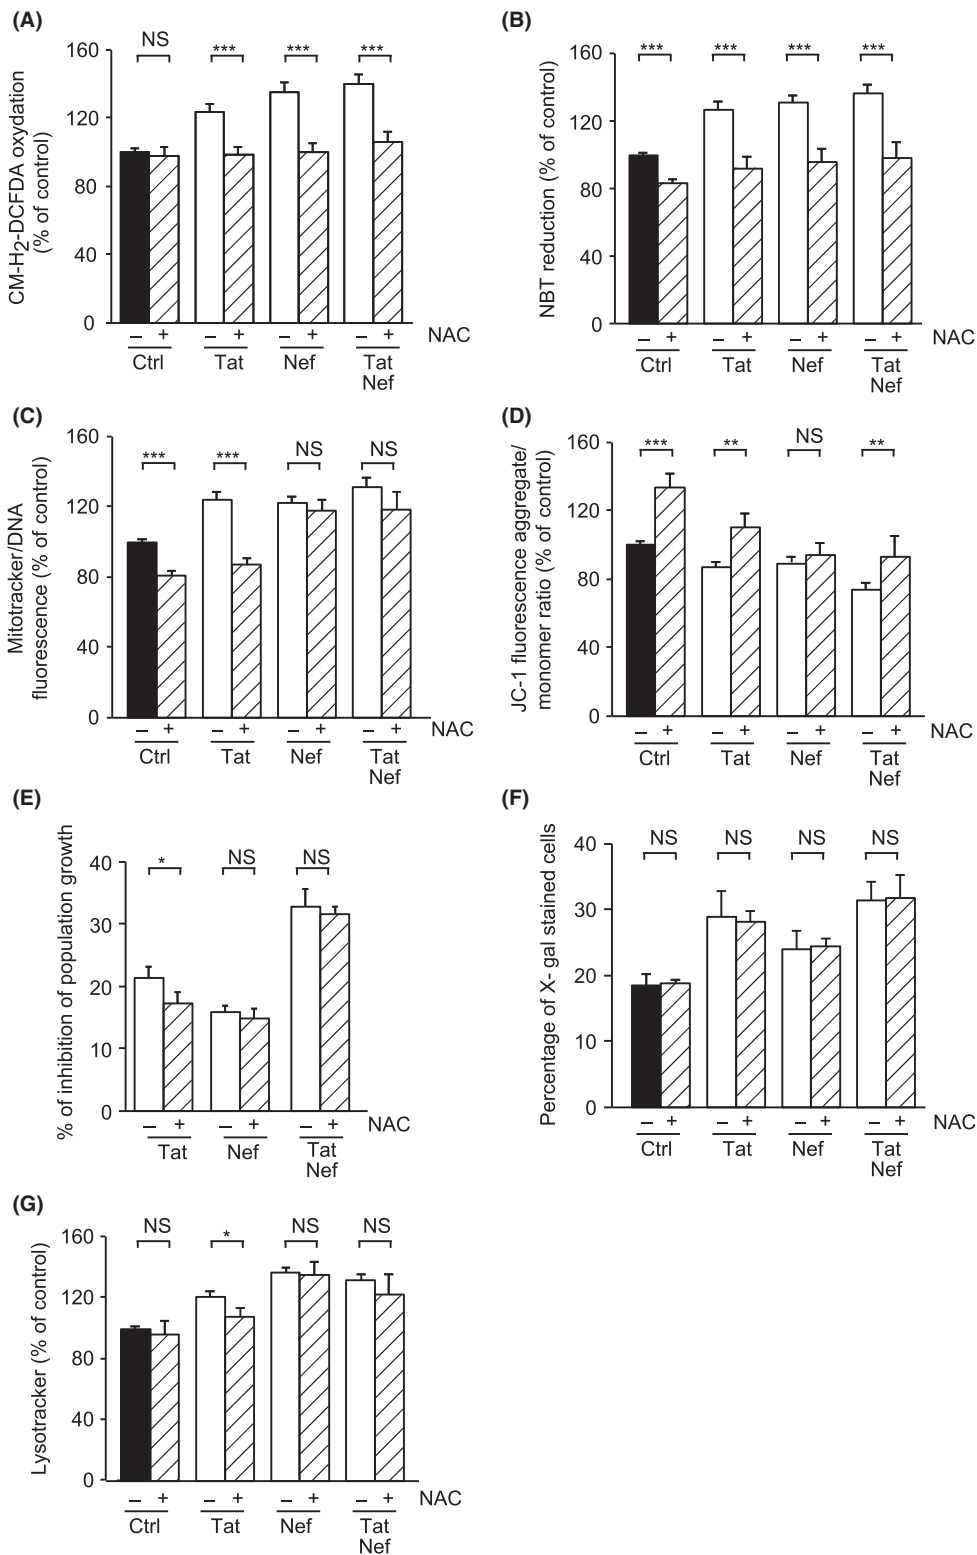 (A)
CM-H2-DCFDA oxydation
(% of control)
160
120
80
40
0
NS
***
***
***
– + – + – + – + NAC
Ctrl Tat Nef Tat
Nef
(B)
NBT reduction (% of control)
160
120
80
40
0
***
***
***
***
– + – + – + – + NAC
Ctrl Tat Nef Tat
Nef
(C)
Mitotracker/DNA
fluorescence (% of control)
160
120
80
40
0
***
***
NS
NS
– + – + – + – + NAC
Ctrl Tat Nef Tat
Nef
(D)
JC-1 fluorescence aggregate/
monomer ratio (% of control)
160
120
80
40
0
***
**
NS
**
– + – + – + – + NAC
Ctrl Tat Nef Tat
Nef
(E)
% of inhibition of population growth
40
30
20
10
0
*
NS
NS
– + – + – + NAC
Tat Nef Tat
Nef
(F)
Percentage of X- gal stained cells
40
30
20
10
0
NS
NS
NS
NS
– + – + – + – + NAC
Ctrl Tat Nef Tat
Nef
(G)
Lysotracker (% of control)
160
120
80
40
0
NS
*
NS
NS
– + – + – + – + NAC
Ctrl Tat Nef Tat
Nef